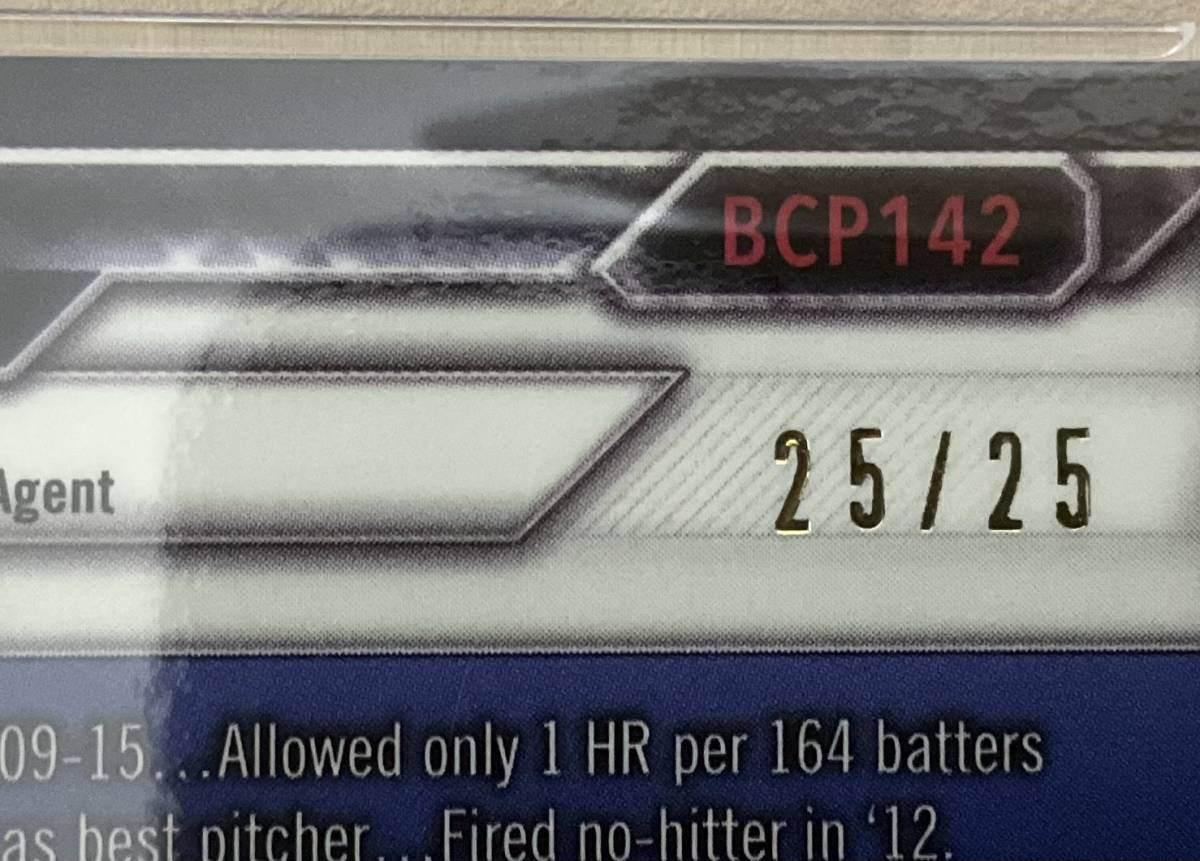 BCP142
25/25
Agent
09-15...Allowed only 1 HR per 164 batters
as best pitcher...Fired no-hitter in ‘12.